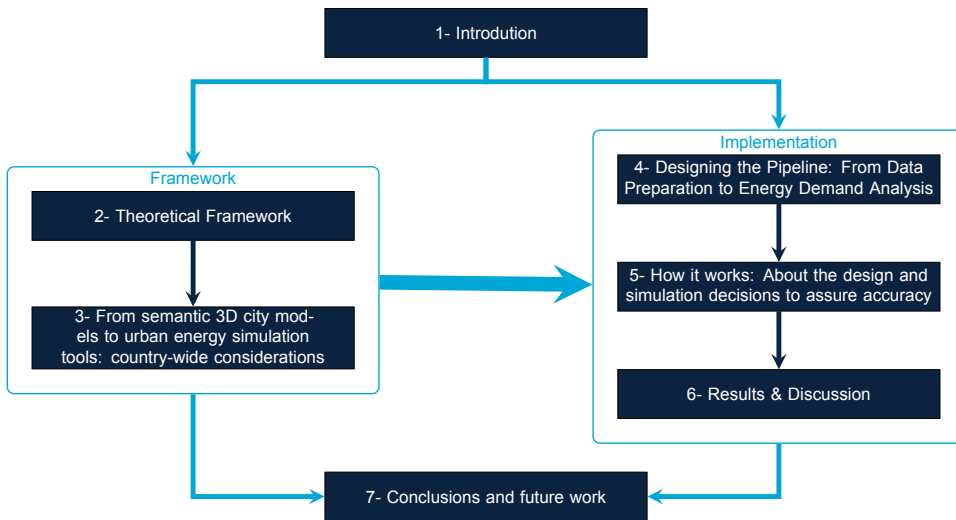 1- Introdution
Framework
2- Theoretical Framework
3- From semantic 3D city mod-
els to urban energy simulation
tools: country-wide considerations
Implementation
4- Designing the Pipeline: From Data
Preparation to Energy Demand Analysis
5- How it works: About the design and
simulation decisions to assure accuracy
6- Results & Discussion
7- Conclusions and future work